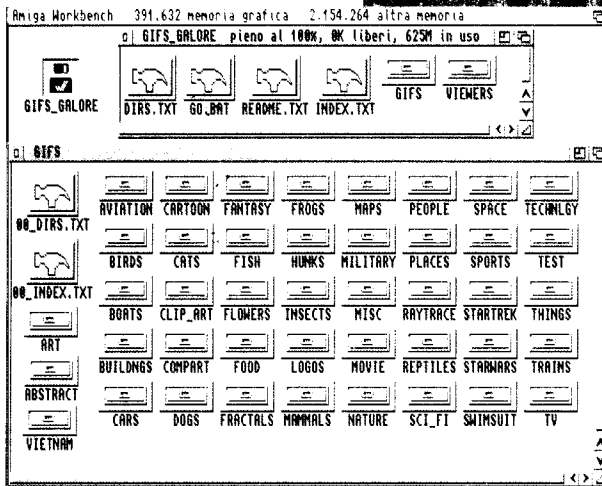 Amiga Workbench 391.632 memoria grafica 2.154.264 altra memoria
GIFS_GALORE pieno al 100%, 0K liberi, 625M in uso
GIFS_GALORE
DIRS.TXT GO.BAT README.TXT INDEX.TXT GIFS VIEWERS
GIFS
00_DIRS.TXT
00_INDEX.TXT
ART
ABSTRACT
VIETNAM
AVIATION CARTOON FANTASY FROGS MAPS PEOPLE SPACE TECHNLGY
BIRDS CATS FISH HUNKS MILITARY PLACES SPORTS TEST
BOATS CLIP_ART FLOWERS INSECTS MISC RAYTRACE STARTREK THINGS
BUILDNGS COMPART FOOD LOGOS MOVIE REPTILES STARWARS TRAINS
CARS DOGS FRACTALS MAMMALS NATURE SCI_FI SWIMSUIT TV